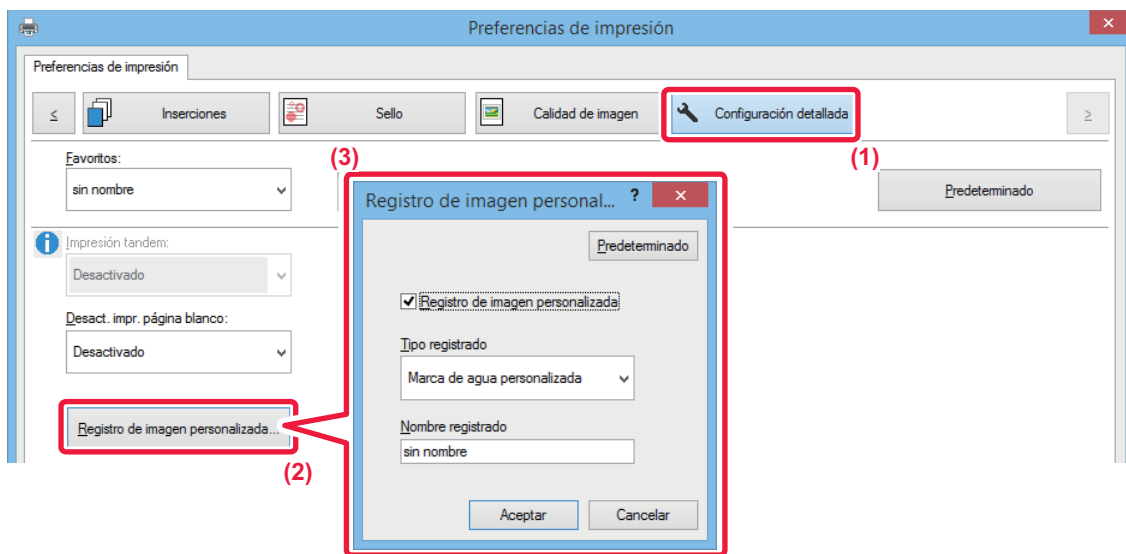 Preferencias de impresión
Preferencias de impresión
<
Inserciones
Sello
Calidad de imagen
Configuración detallada
>
(1)
Favoritos:
sin nombre
Predeterminado
Impresión tandem:
Desactivado
Desact. impr. página blanco:
Desactivado
Registro de imagen personalizada...
(2)
(3)
Registro de imagen personal... ?
Predeterminado
Registro de imagen personalizada
Tipo registrado
Marca de agua personalizada
Nombre registrado
sin nombre
Aceptar
Cancelar